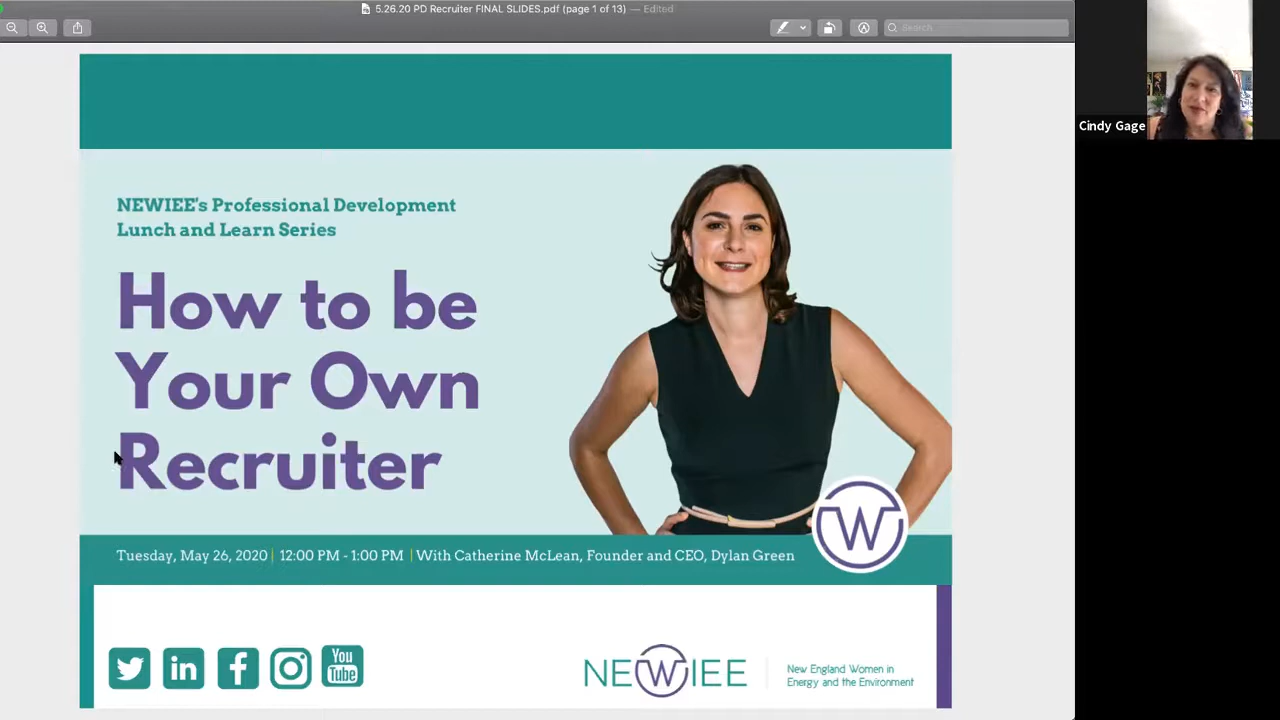 5.26.20 PD Recruiter FINAL SLIDES.pdf (page 1 of 13) — Edited
Search
Cindy Gage
NEWIEE's Professional Development
Lunch and Learn Series
How to be
Your Own
Recruiter
W
Tuesday, May 26, 2020 | 12:00 PM - 1:00 PM | With Catherine McLean, Founder and CEO, Dylan Green
You
Tube
in
f
NEWIEE
New England Women in
Energy and the Environment